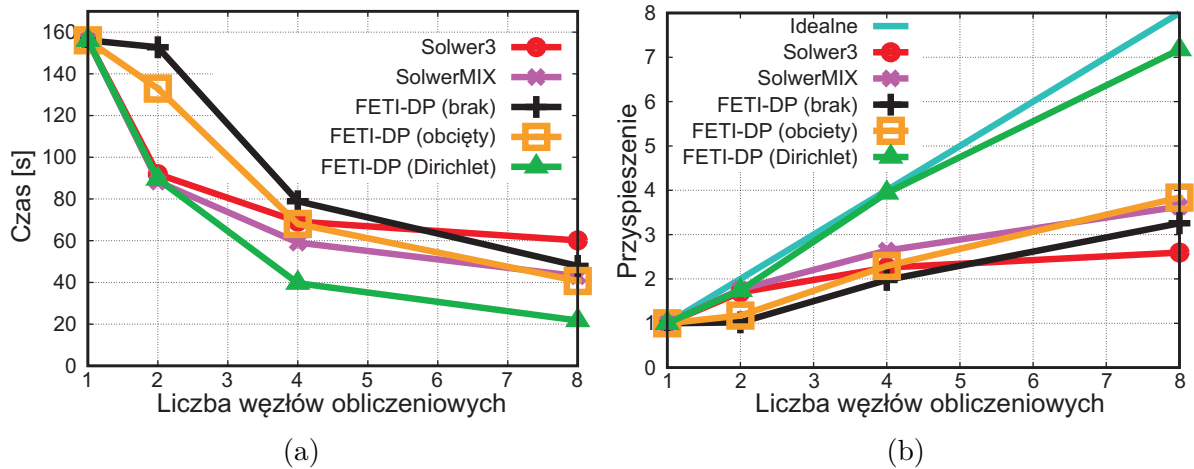 160
140
120
100
80
60
40
20
0
1 2 3 4 5 6 7 8
Czas [s]
Liczba węzłów obliczeniowych
Solwer3
SolwerMIX
FETI-DP (brak)
FETI-DP (obcięty)
FETI-DP (Dirichlet)
(a)
8
7
6
5
4
3
2
1
0
1 2 3 4 5 6 7 8
Przyspieszenie
Liczba węzłów obliczeniowych
Idealne
Solwer3
SolwerMIX
FETI-DP (brak)
FETI-DP (obciety)
FETI-DP (Dirichlet)
(b)